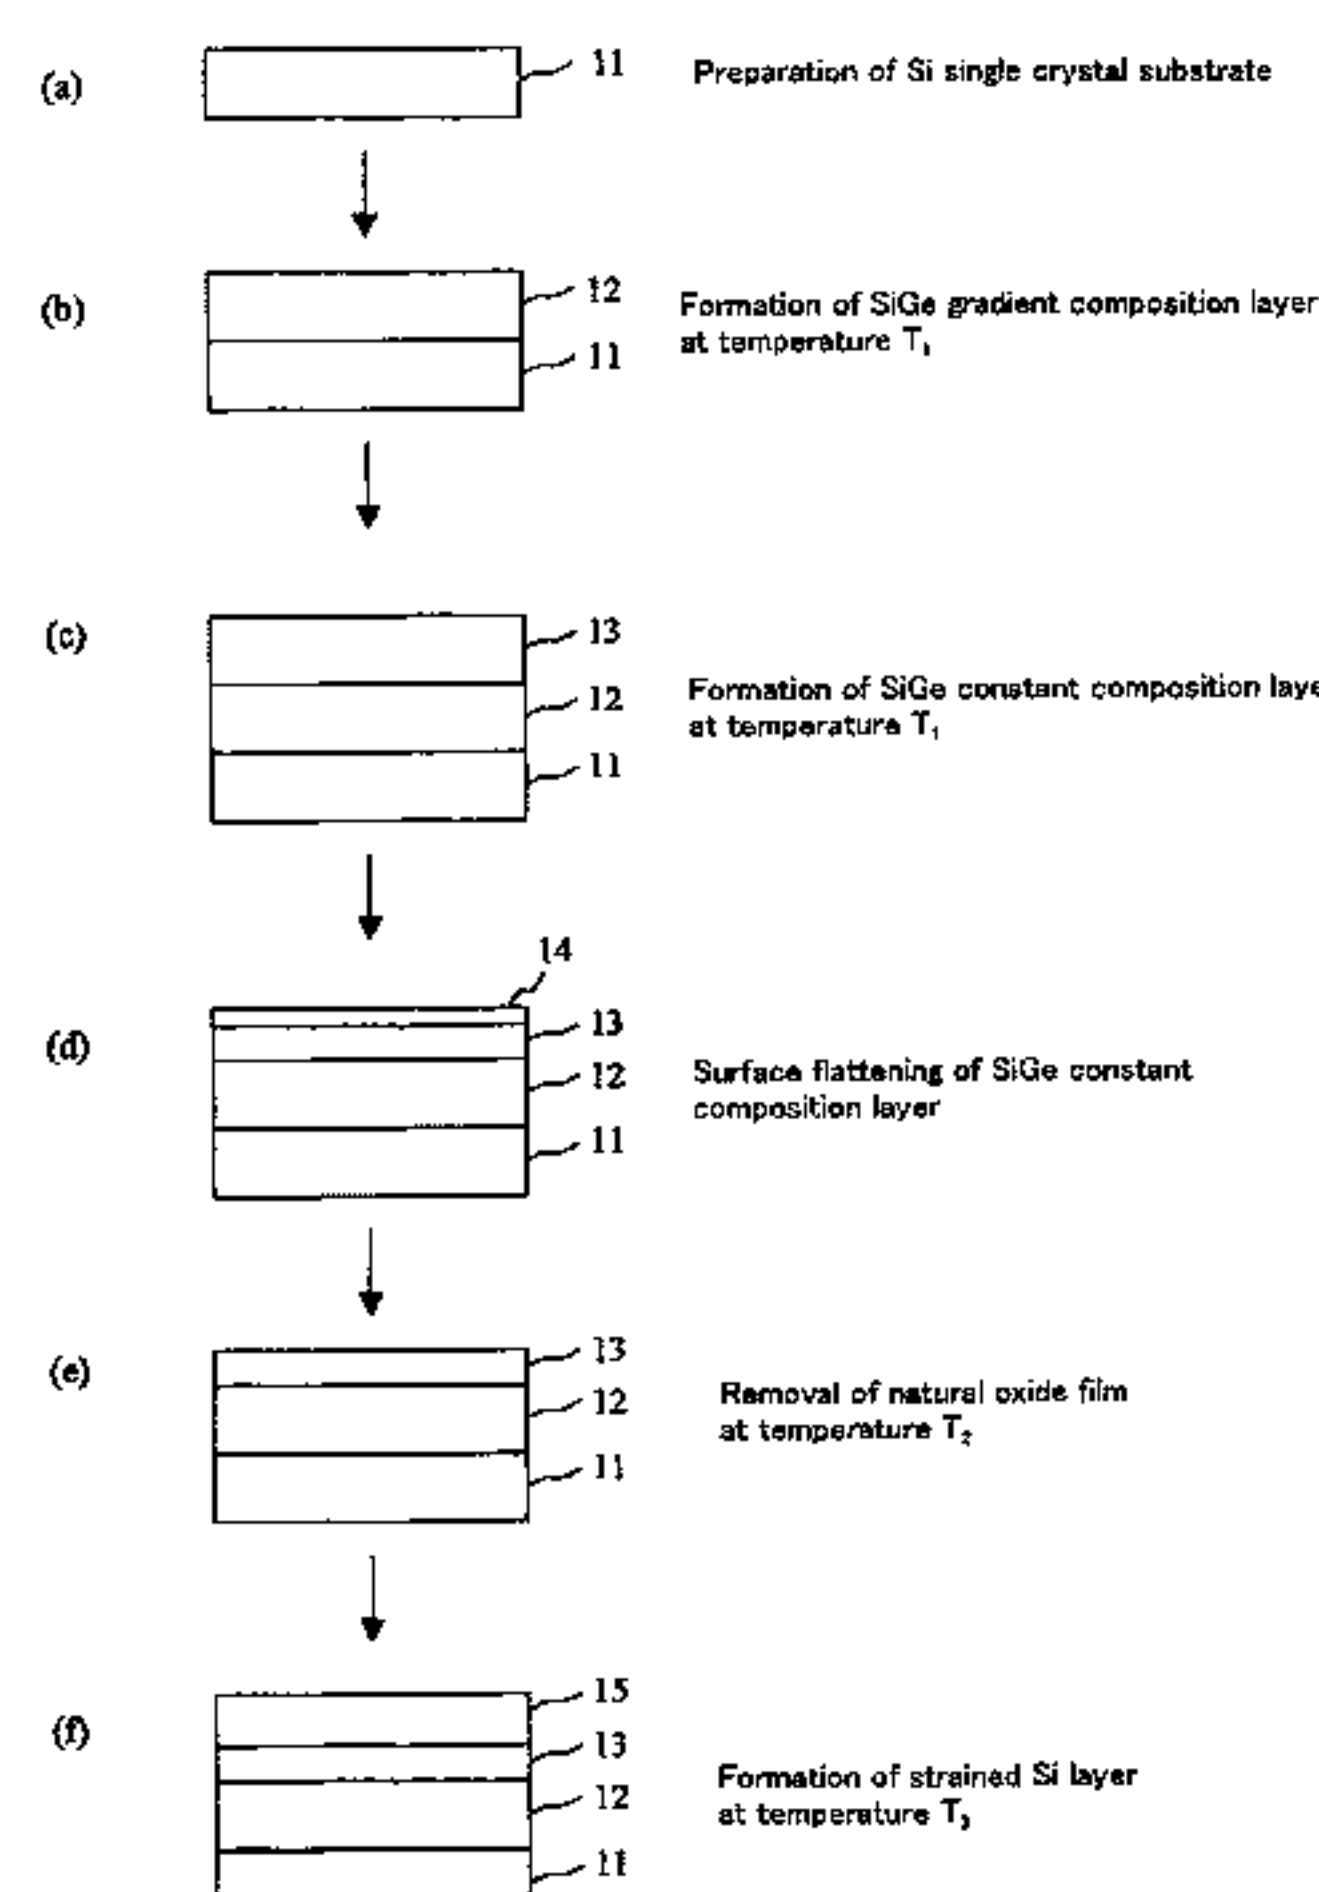 (a)
11
Preparation of Si single crystal substrate
(b)
12
11
Formation of SiGe gradient composition layer
at temperature T₁
(c)
13
12
11
Formation of SiGe constant composition laye
at temperature T₁
14
(d)
13
12
11
Surface flattening of SiGe constant
composition layer
(e)
13
12
11
Removal of natural oxide film
at temperature T₂
(f)
15
13
12
11
Formation of strained Si layer
at temperature T₃